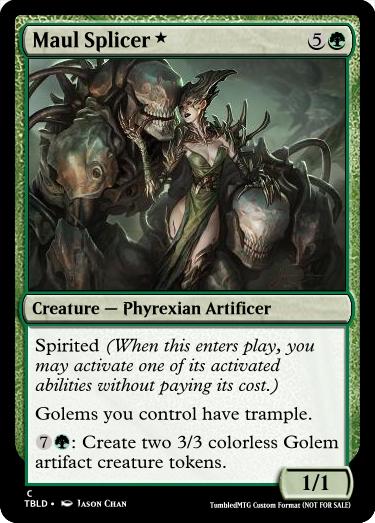 Maul Splicer ★ 5
Creature — Phyrexian Artificer
Spirited (When this enters play, you
may activate one of its activated
abilities without paying its cost.)
Golems you control have trample.
7 : Create two 3/3 colorless Golem
artifact creature tokens.
1/1
C
TBLD • Jason Chan
TumbledMTG Custom Format (NOT FOR SALE)